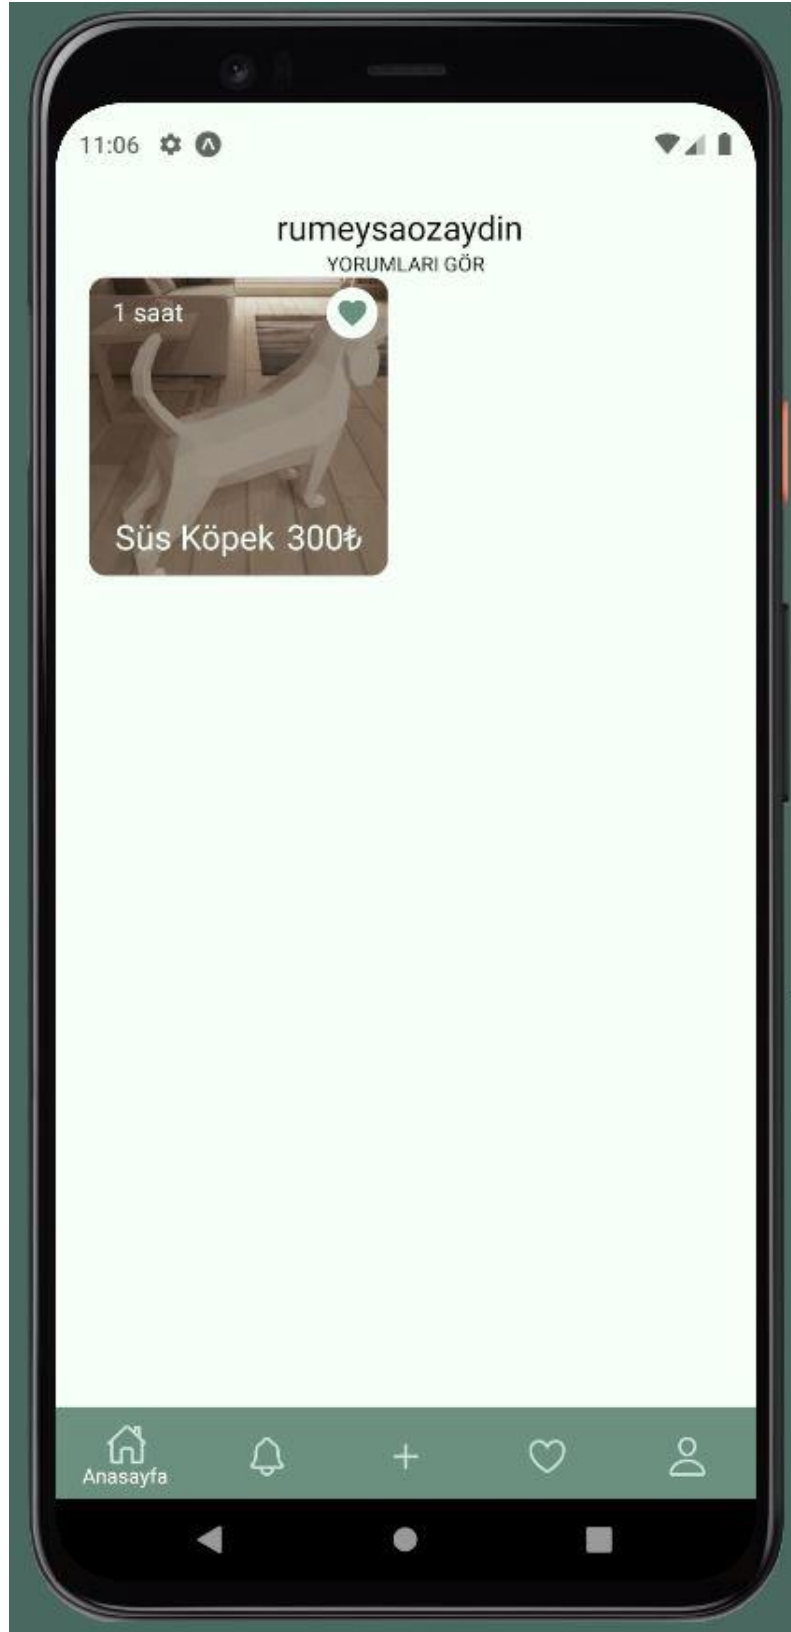 11:06
rumeysaozaydin
YORUMLARI GÖR
1 saat
Süs Köpek 300₺
Anasayfa